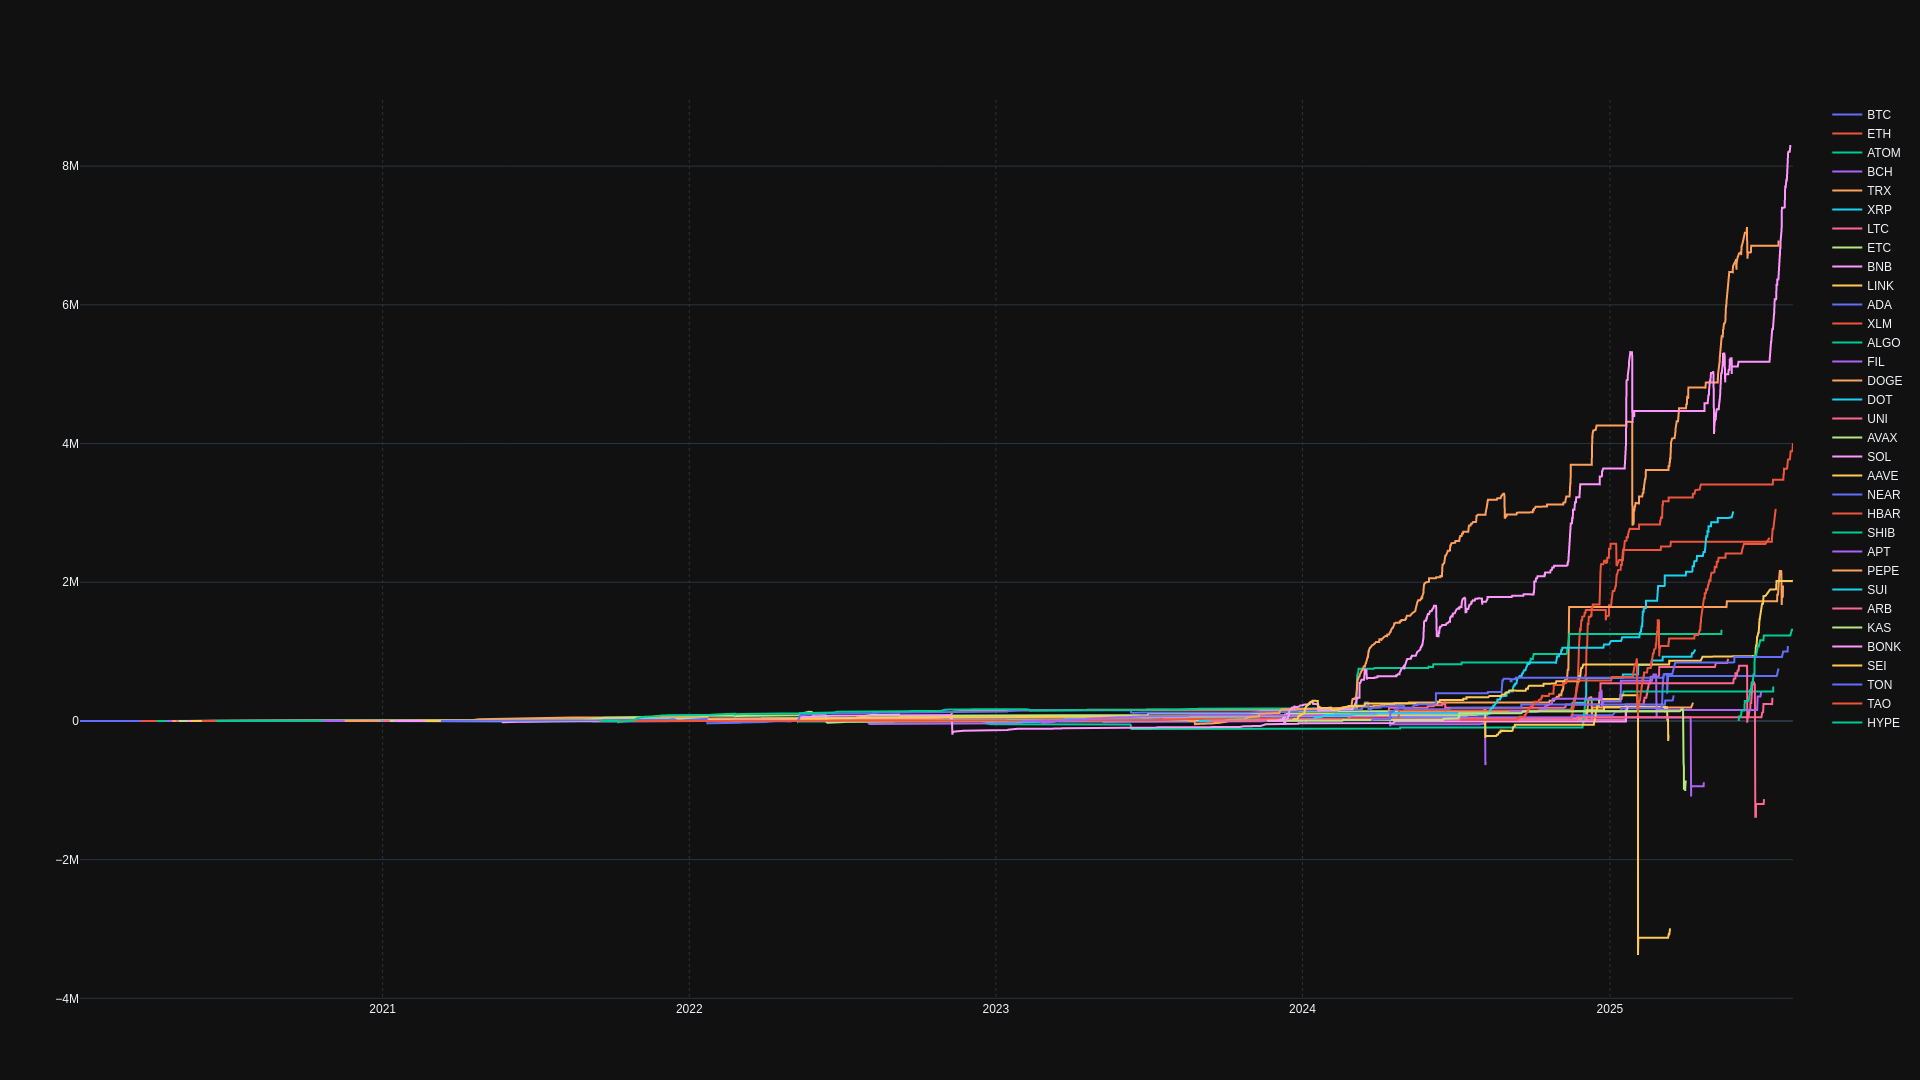 8M
6M
4M
2M
0
−2M
−4M
2021
2022
2023
2024
2025
BTC
ETH
ATOM
BCH
TRX
XRP
LTC
ETC
BNB
LINK
ADA
XLM
ALGO
FIL
DOGE
DOT
UNI
AVAX
SOL
AAVE
NEAR
HBAR
SHIB
APT
PEPE
SUI
ARB
KAS
BONK
SEI
TON
TAO
HYPE